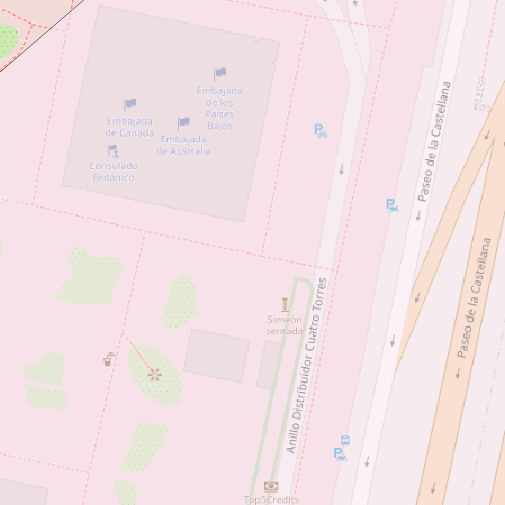 Embajada
de los
Países
Bajos
Embajada
de Canadá
Embajada
de Australia
Consulado
Británico
Paseo de la Castellana
Paseo de la Castellana
Simeón
sentado
Anillo Distribuidor Cuatro Torres
Top5Credits